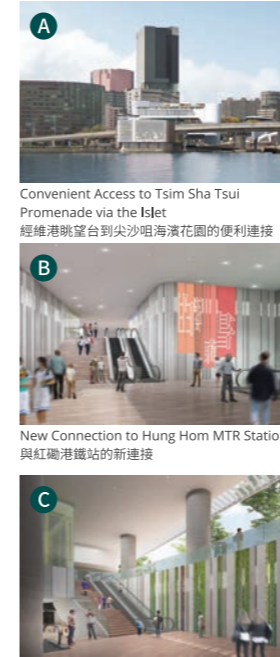 A
Convenient Access to Tsim Sha Tsui
Promenade via the Islet
經維港眺望台到尖沙咀海濱花園的便利連接
B
New Connection to Hung Hom MTR Statio
與紅磡港鐵站的新連接
C